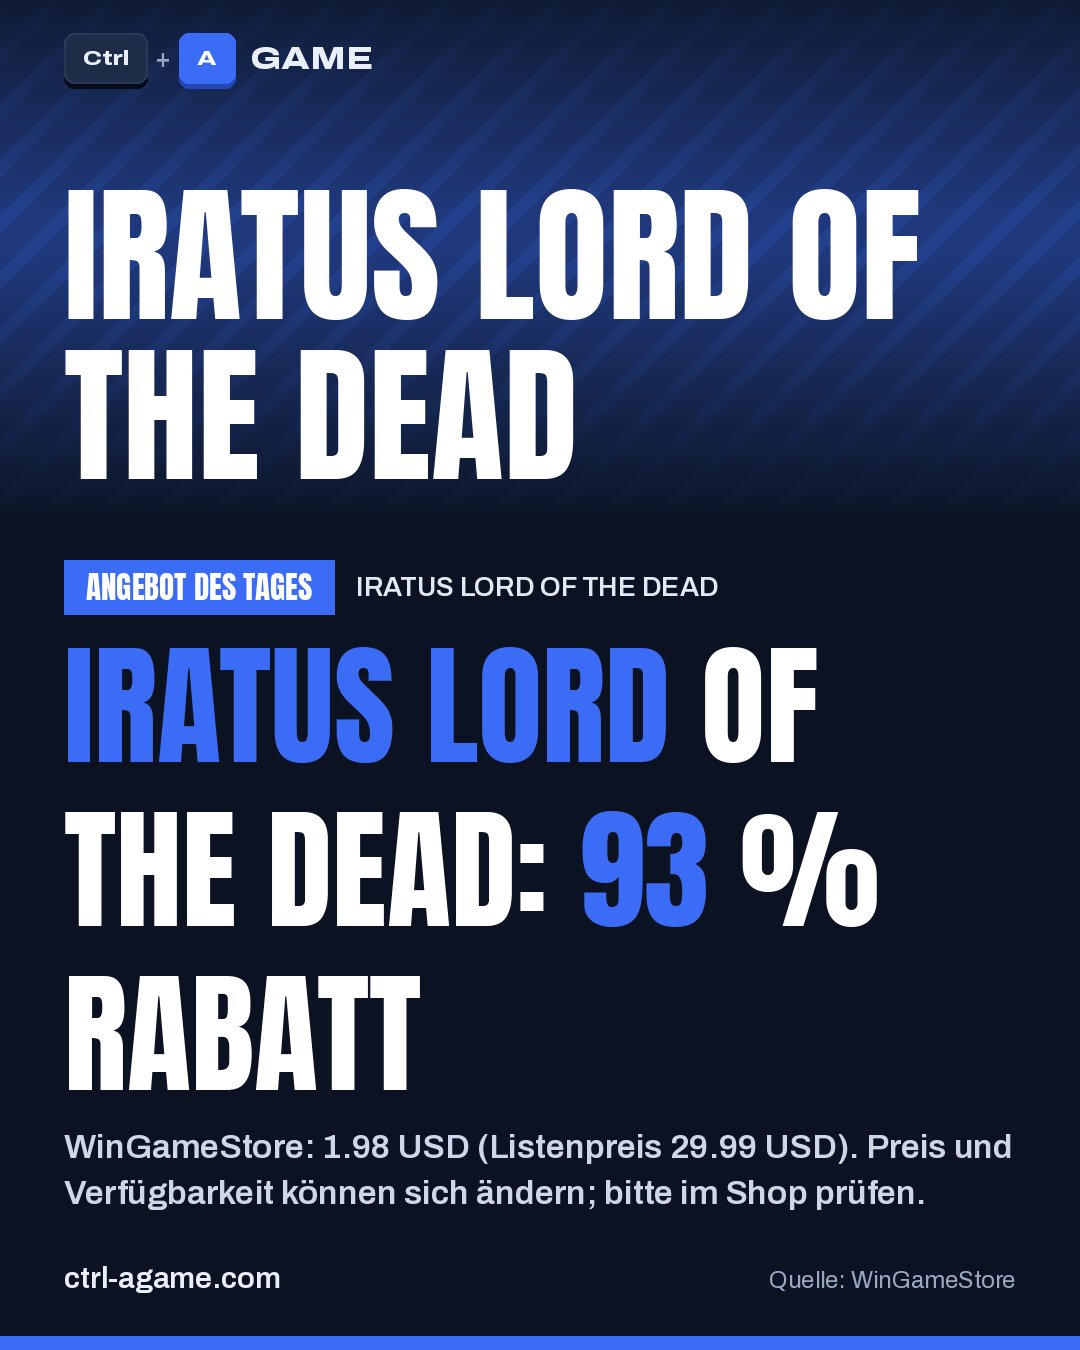 Ctrl + A GAME
IRATUS LORD OF
THE DEAD
ANGEBOT DES TAGES IRATUS LORD OF THE DEAD
IRATUS LORD OF
THE DEAD: 93 %
RABATT
WinGameStore: 1.98 USD (Listenpreis 29.99 USD). Preis und
Verfügbarkeit können sich ändern; bitte im Shop prüfen.
ctrl-agame.com Quelle: WinGameStore